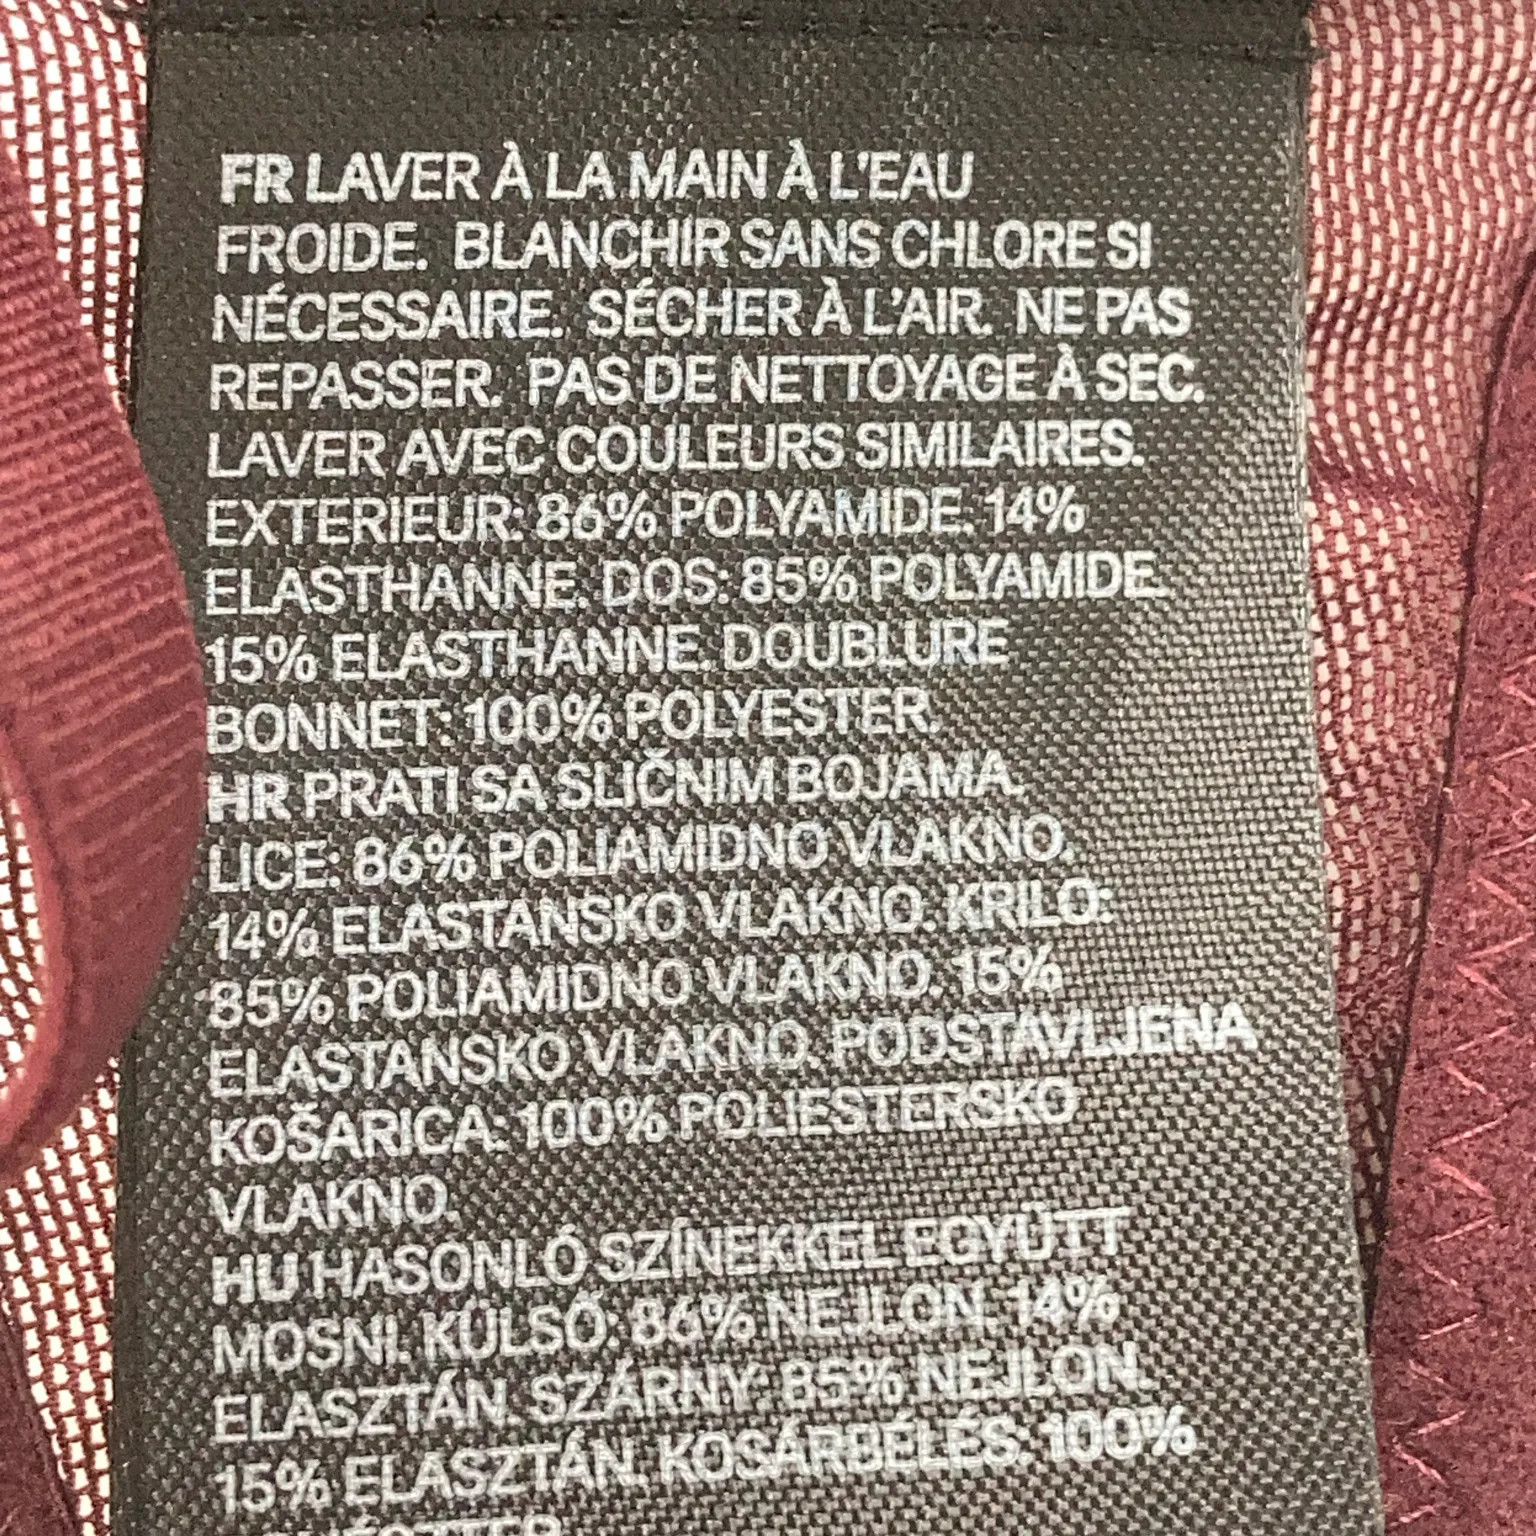 FR LAVER À LA MAIN À L'EAU
FROIDE. BLANCHIR SANS CHLORE SI
NÉCESSAIRE. SÉCHER À L'AIR. NE PAS
REPASSER. PAS DE NETTOYAGE À SEC.
LAVER AVEC COULEURS SIMILAIRES.
EXTERIEUR: 86% POLYAMIDE. 14%
ELASTHANNE. DOS: 85% POLYAMIDE.
15% ELASTHANNE. DOUBLURE
BONNET: 100% POLYESTER.
HR PRATI SA SLIČNIM BOJAMA.
LICE: 86% POLIAMIDNO VLAKNO.
14% ELASTANSKO VLAKNO. KRILO:
85% POLIAMIDNO VLAKNO. 15%
ELASTANSKO VLAKNO. PODSTAVLJENA
KOŠARICA: 100% POLIESTERSKO
VLAKNO.
HU HASONLÓ SZÍNEKKEL EGYÜTT
MOSNI. KÜLSŐ: 86% NEJLON. 14%
ELASZTÁN. SZÁRNY: 85% NEJLON.
15% ELASZTÁN. KOSÁRBÉLÉS: 100%